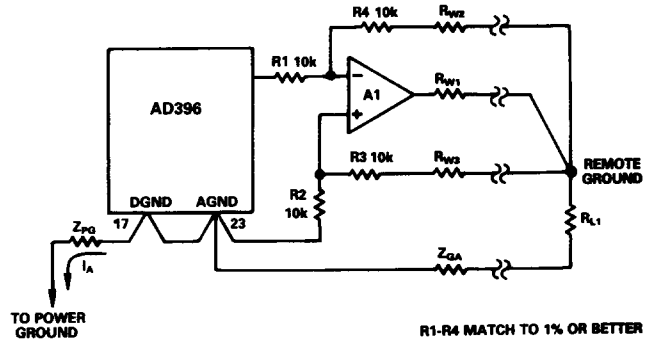 R4 10k
RW2
R1 10k
−
A1
+
RW1
AD396
R3 10k
RW3
REMOTE
GROUND
R2
10k
DGND
AGND
17
23
ZPG
IA
ZGA
RL1
TO POWER
GROUND
R1-R4 MATCH TO 1% OR BETTER